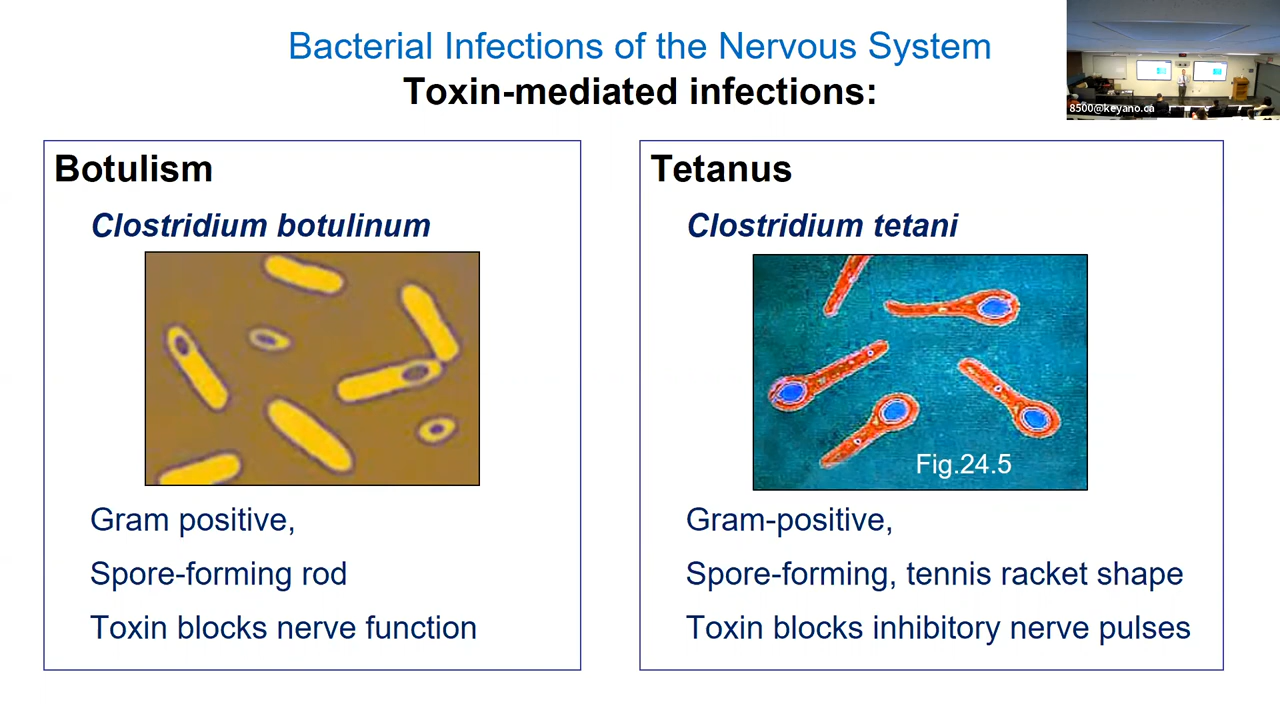 Bacterial Infections of the Nervous System
Toxin-mediated infections:
8500@keyano.ca
Botulism
Clostridium botulinum
Gram positive,
Spore-forming rod
Toxin blocks nerve function
Tetanus
Clostridium tetani
Fig.24.5
Gram-positive,
Spore-forming, tennis racket shape
Toxin blocks inhibitory nerve pulses